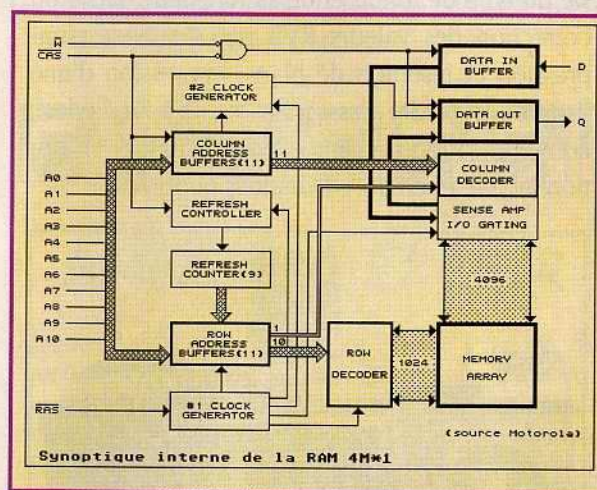 W
CAS
#2 CLOCK
GENERATOR
DATA IN
BUFFER
D
DATA OUT
BUFFER
Q
COLUMN
ADDRESS
BUFFERS(11)
11
COLUMN
DECODER
A0
A1
A2
A3
A4
A5
A6
A7
A8
A9
A10
REFRESH
CONTROLLER
SENSE AMP
I/O GATING
REFRESH
COUNTER(9)
4096
ROW
ADDRESS
BUFFERS(11)
1
10
ROW
DECODER
1024
MEMORY
ARRAY
RAS
#1 CLOCK
GENERATOR
(source Motorola)
Synoptique interne de la RAM 4M*1